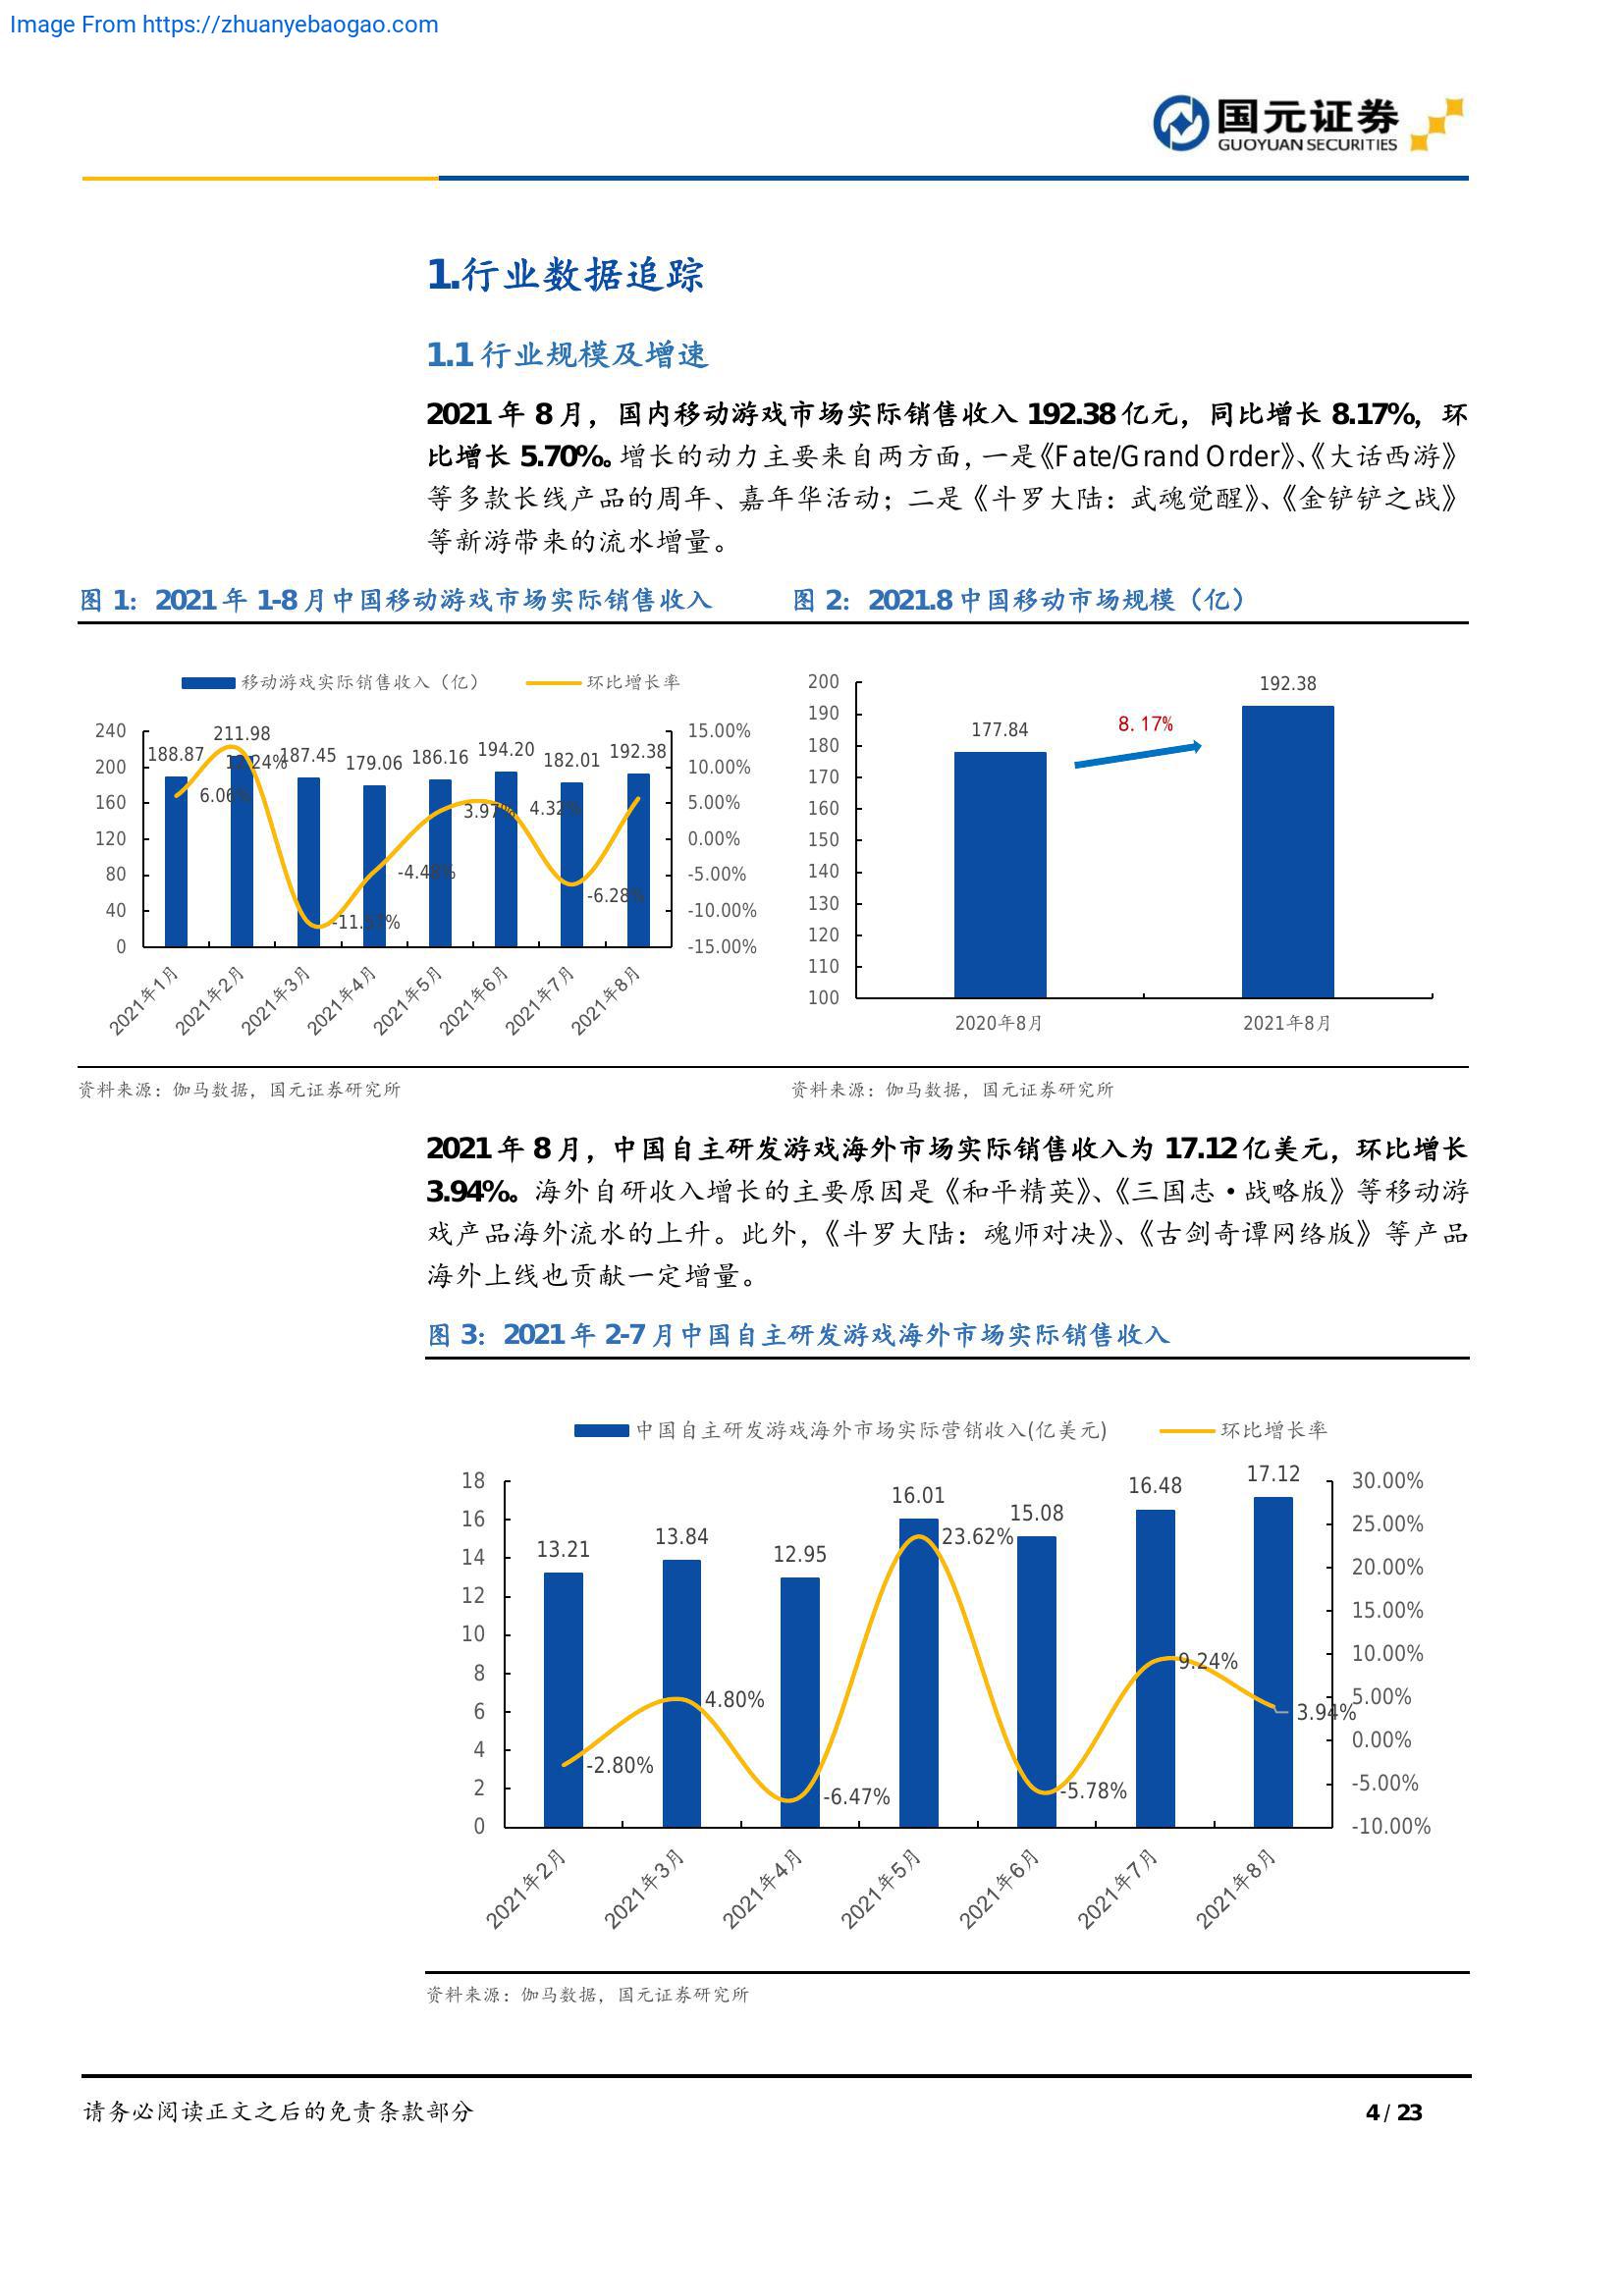 Image From https://zhuanyebaogao.com
国元证券
GUOYUAN SECURITIES
1.行业数据追踪
1.1 行业规模及增速
2021 年 8 月，国内移动游戏市场实际销售收入 192.38 亿元，同比增长 8.17%，环
比增长 5.70%。增长的动力主要来自两方面，一是《Fate/Grand Order》、《大话西游》
等多款长线产品的周年、嘉年华活动；二是《斗罗大陆：武魂觉醒》、《金铲铲之战》
等新游带来的流水增量。
图 1：2021 年 1-8 月中国移动游戏市场实际销售收入
移动游戏实际销售收入（亿） 环比增长率
240
200
160
120
80
40
0
188.87
211.98
187.45
179.06
186.16
194.20
182.01
192.38
6.06%
3.97%
4.32%
-6.28%
15.00%
10.00%
5.00%
0.00%
-5.00%
-10.00%
-15.00%
2021年1月
2021年2月
2021年3月
2021年4月
2021年5月
2021年6月
2021年7月
2021年8月
资料来源：伽马数据，国元证券研究所
图 2：2021.8 中国移动市场规模（亿）
200
190
180
170
160
150
140
130
120
110
100
177.84
8.17%
192.38
2020年8月
2021年8月
资料来源：伽马数据，国元证券研究所
2021 年 8 月，中国自主研发游戏海外市场实际销售收入为 17.12 亿美元，环比增长
3.94%。海外自研收入增长的主要原因是《和平精英》、《三国志·战略版》等移动游
戏产品海外流水的上升。此外，《斗罗大陆：魂师对决》、《古剑奇谭网络版》等产品
海外上线也贡献一定增量。
图 3：2021 年 2-7 月中国自主研发游戏海外市场实际销售收入
中国自主研发游戏海外市场实际营销收入(亿美元) 环比增长率
18
16
14
12
10
8
6
4
2
0
13.21
13.84
12.95
16.01
15.08
16.48
17.12
-2.80%
4.80%
-6.47%
23.62%
-5.78%
9.24%
3.94%
30.00%
25.00%
20.00%
15.00%
10.00%
5.00%
0.00%
-5.00%
-10.00%
2021年2月
2021年3月
2021年4月
2021年5月
2021年6月
2021年7月
2021年8月
资料来源：伽马数据，国元证券研究所
请务必阅读正文之后的免责条款部分
4 / 23